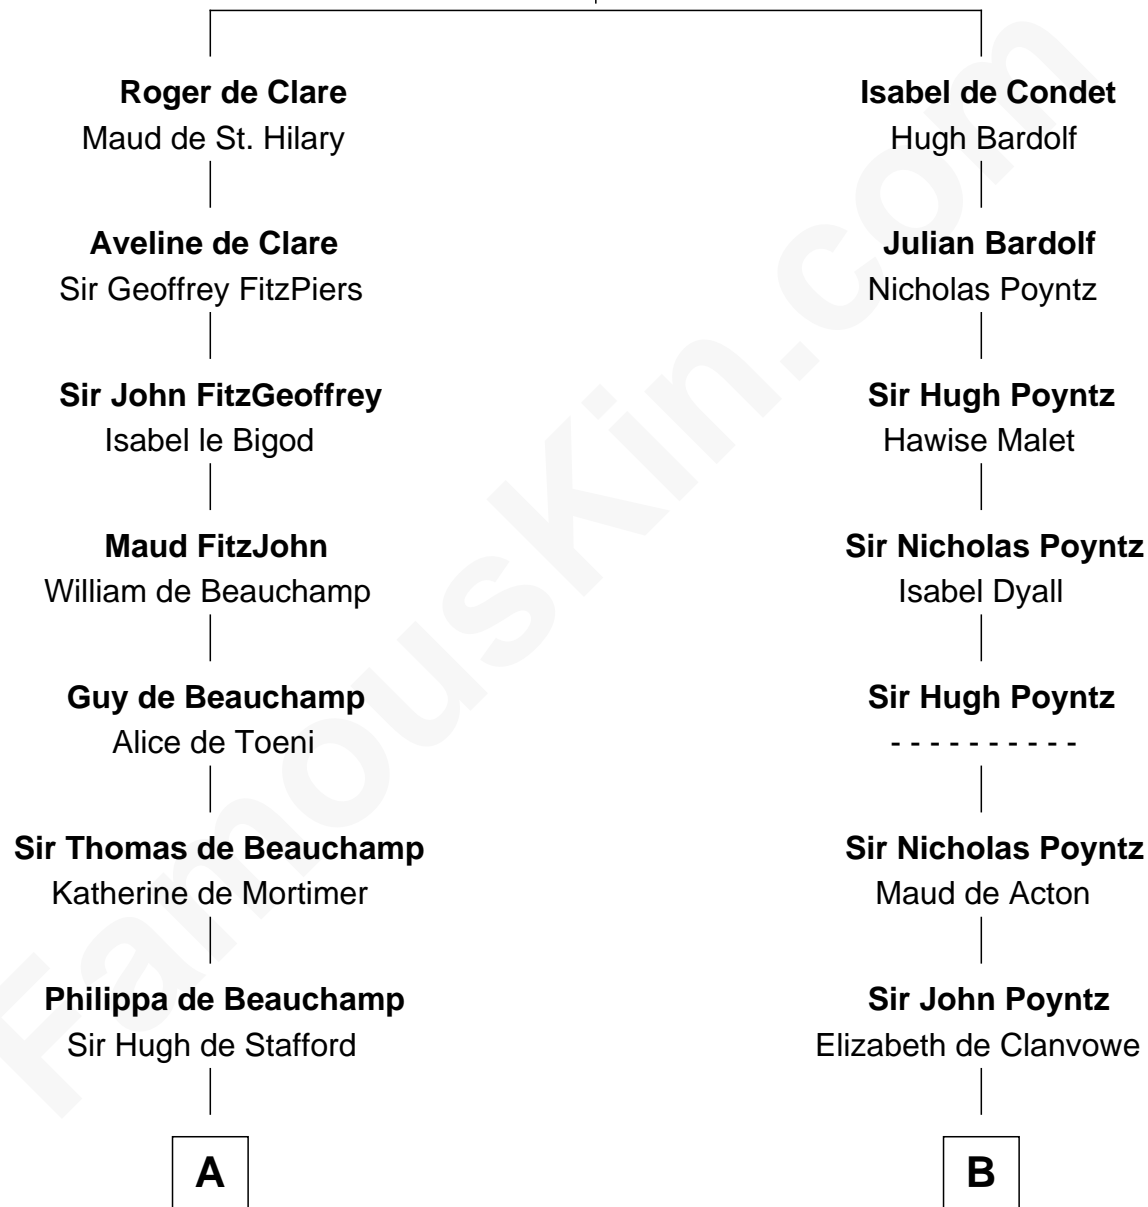 Roger de Clare
Maud de St. Hilary
Aveline de Clare
Sir Geoffrey FitzPiers
Sir John FitzGeoffrey
Isabel le Bigod
Maud FitzJohn
William de Beauchamp
Guy de Beauchamp
Alice de Toeni
Sir Thomas de Beauchamp
Katherine de Mortimer
Philippa de Beauchamp
Sir Hugh de Stafford
A
Isabel de Condet
Hugh Bardolf
Julian Bardolf
Nicholas Poyntz
Sir Hugh Poyntz
Hawise Malet
Sir Nicholas Poyntz
Isabel Dyall
Sir Hugh Poyntz
- - - - - - - - - -
Sir Nicholas Poyntz
Maud de Acton
Sir John Poyntz
Elizabeth de Clanvowe
B
FamousKin.com